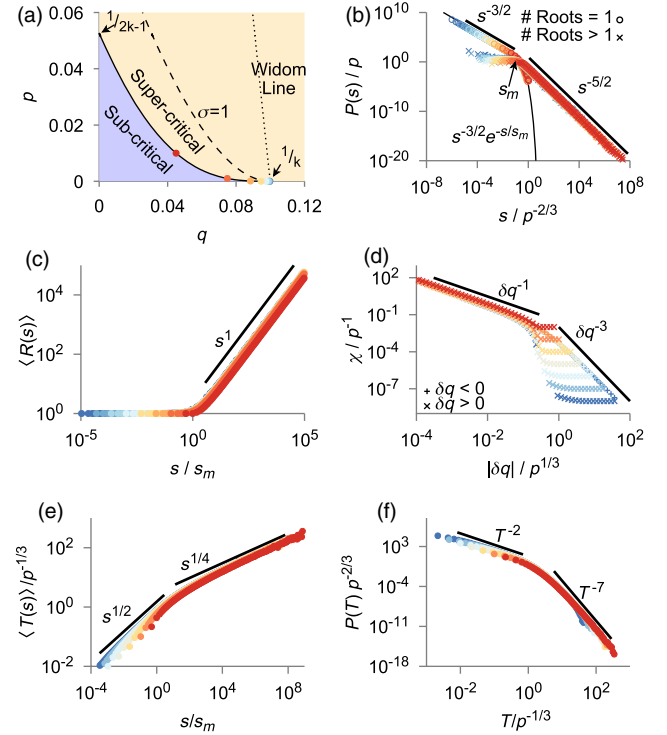 (a)
0.06
0.04
0.02
0
p
1/2k-1
Super-critical
Sub-critical
σ=1
Widom
Line
1/k
0 0.04 0.08 0.12
q
(b)
10^10
10^0
10^-10
10^-20
P(s) / p
s^-3/2
# Roots = 1 o
# Roots > 1 ×
s_m
s^-5/2
s^-3/2 e^-s/s_m
10^-8 10^-4 10^0 10^4 10^8
s / p^-2/3
(c)
10^4
10^2
10^0
⟨R(s)⟩
s^1
10^-5 10^0 10^5
s / s_m
(d)
10^2
10^-1
10^-4
10^-7
χ / p^-1
δq^-1
δq^-3
+ δq < 0
× δq > 0
10^-4 10^-2 10^0 10^2
|δq| / p^1/3
(e)
10^2
10^0
10^-2
⟨T(s)⟩/p^-1/3
s^1/2
s^1/4
10^-4 10^0 10^4 10^8
s/s_m
(f)
10^3
10^-4
10^-11
10^-18
P(T) p^-2/3
T^-2
T^-7
10^-2 10^0 10^2
T/p^-1/3